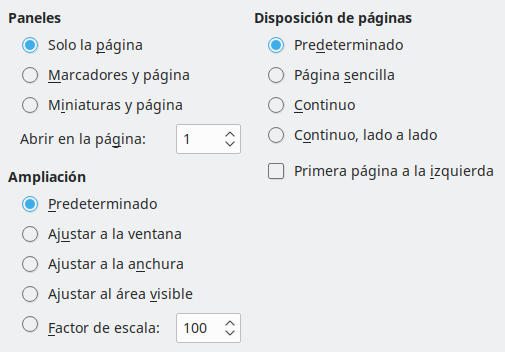 Paneles
Solo la página
Marcadores y página
Miniaturas y página
Abrir en la página: 1
Ampliación
Predeterminado
Ajustar a la ventana
Ajustar a la anchura
Ajustar al área visible
Factor de escala: 100
Disposición de páginas
Predeterminado
Página sencilla
Continuo
Continuo, lado a lado
Primera página a la izquierda